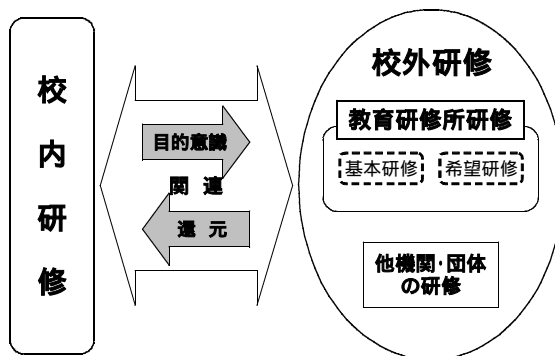 校内研修
目的意識
関連
還元
校外研修
教育研修所研修
基本研修
希望研修
他機関･団体
の研修